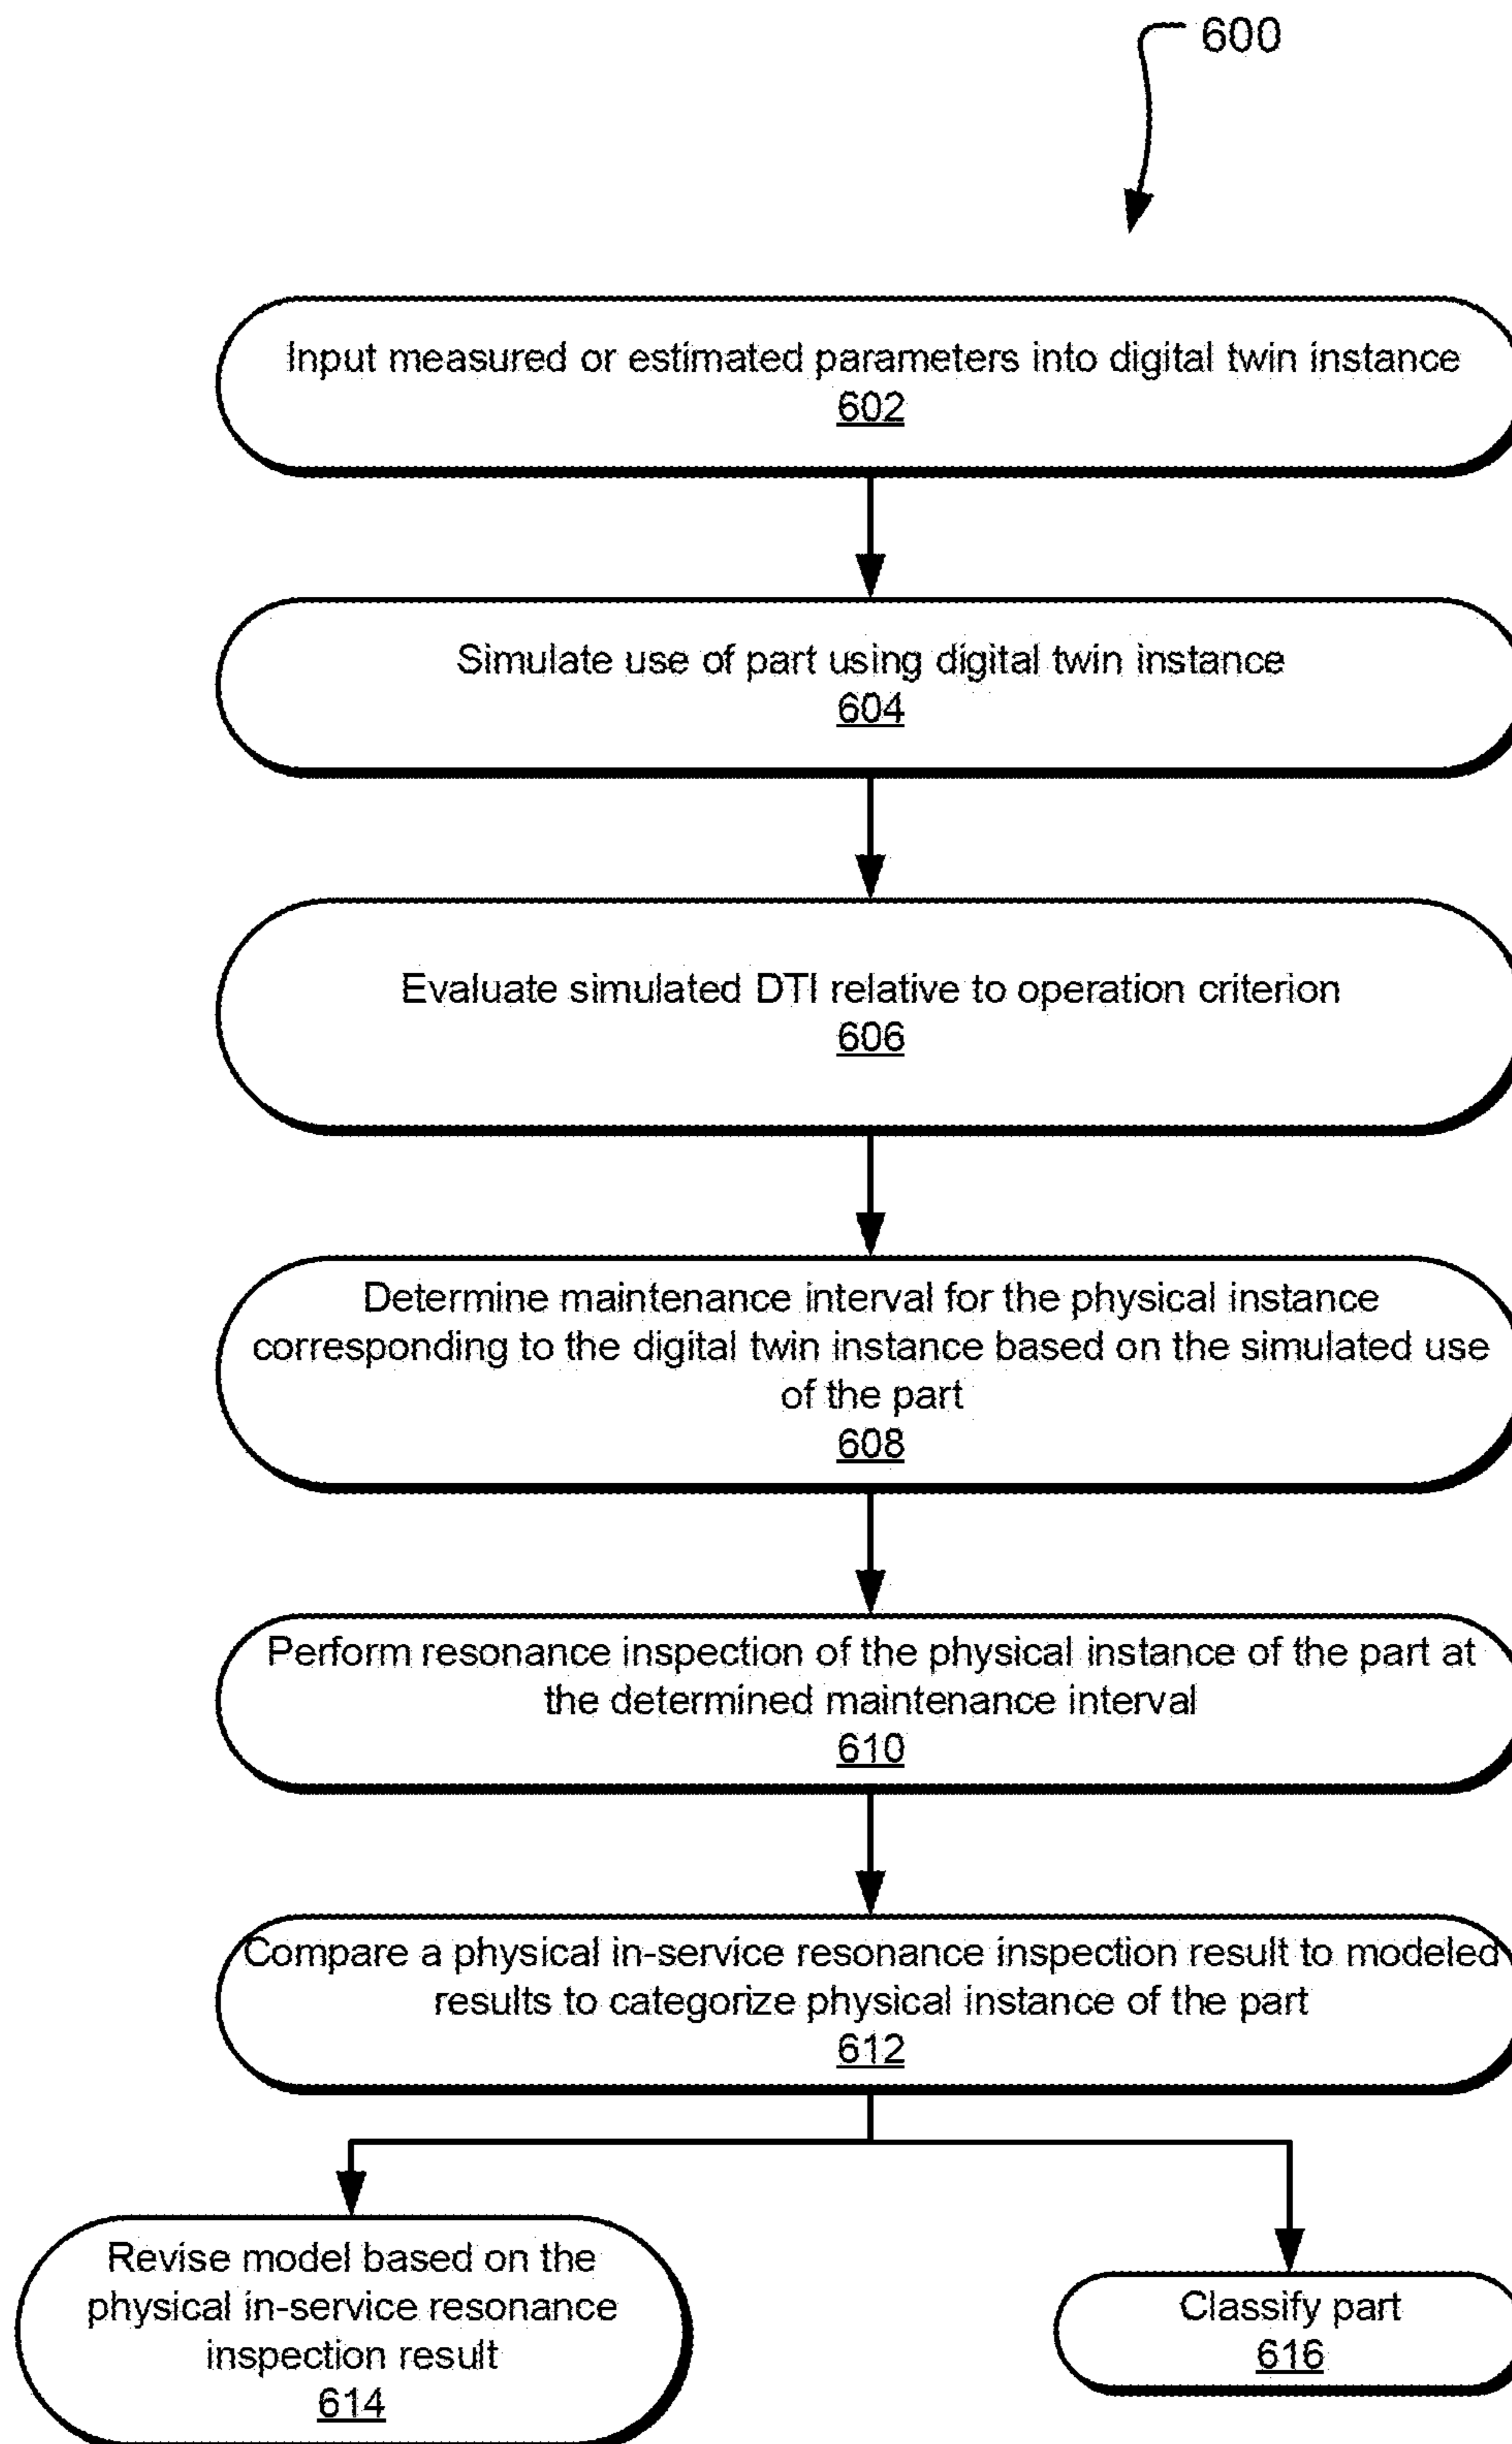 600
Input measured or estimated parameters into digital twin instance
602
Simulate use of part using digital twin instance
604
Evaluate simulated DTI relative to operation criterion
606
Determine maintenance interval for the physical instance
corresponding to the digital twin instance based on the simulated use
of the part
608
Perform resonance inspection of the physical instance of the part at
the determined maintenance interval
610
Compare a physical in-service resonance inspection result to modeled
results to categorize physical instance of the part
612
Revise model based on the
physical in-service resonance
inspection result
614
Classify part
616